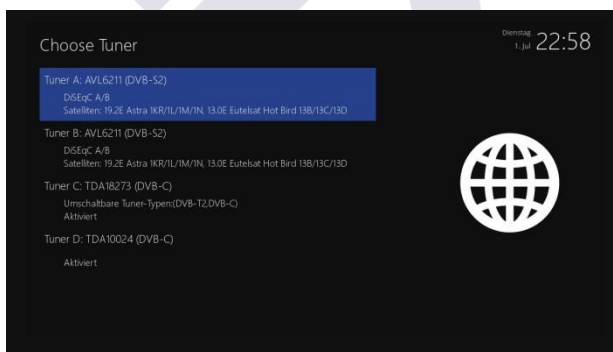 Choose Tuner
Dienstag
1. Jul 22:58
Tuner A: AVL6211 (DVB-S2)
DiSEqC A/B
Satelliten: 19.2E Astra 1KR/1L/1M/1N, 13.0E Eutelsat Hot Bird 13B/13C/13D
Tuner B: AVL6211 (DVB-S2)
DiSEqC A/B
Satelliten: 19.2E Astra 1KR/1L/1M/1N, 13.0E Eutelsat Hot Bird 13B/13C/13D
Tuner C: TDA18273 (DVB-C)
Umschaltbare Tuner-Typen:(DVB-T2,DVB-C)
Aktiviert
Tuner D: TDA10024 (DVB-C)
Aktiviert